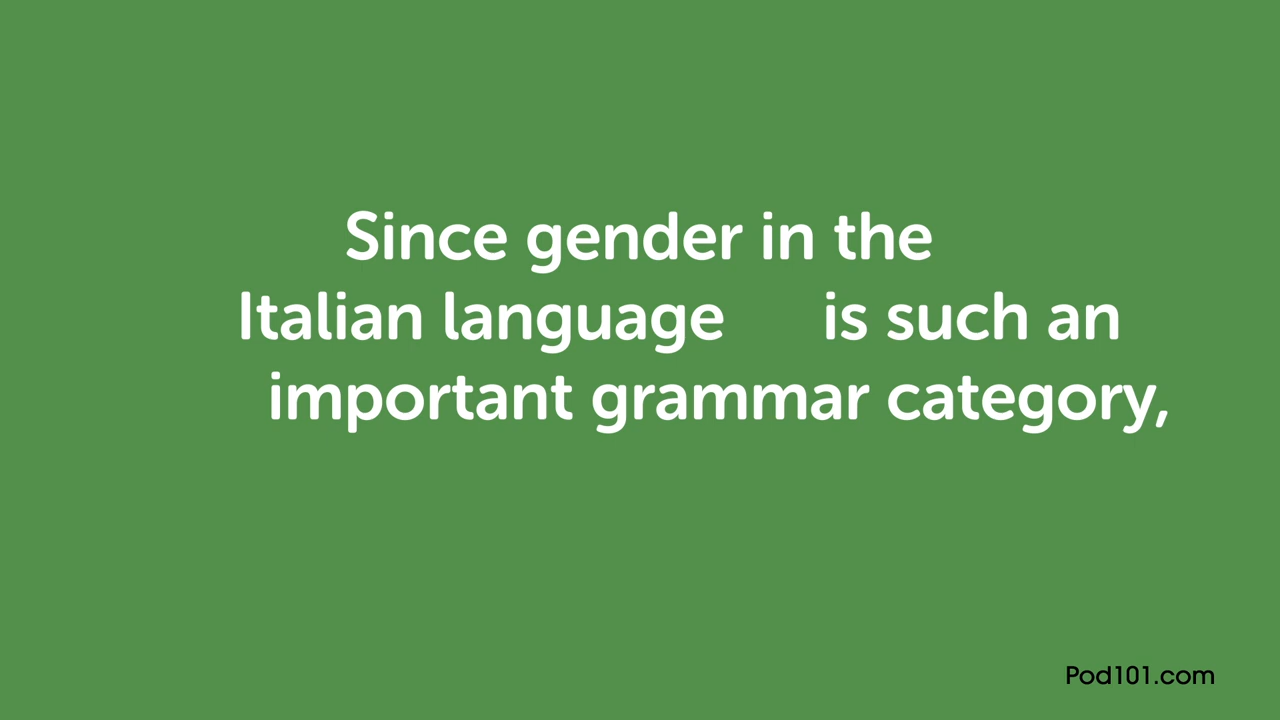 Since gender in the
Italian language is such an
important grammar category,
Pod101.com